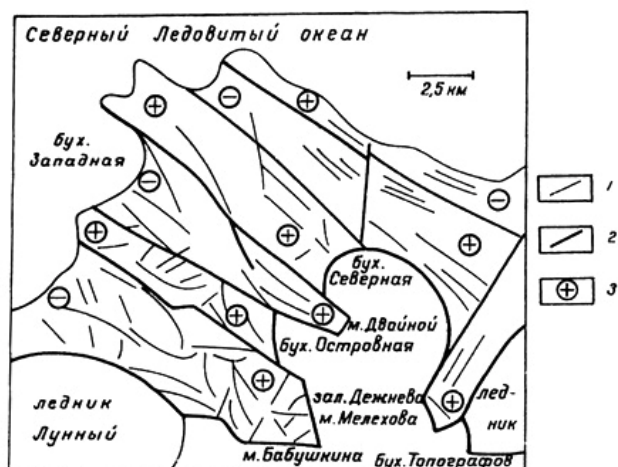 Северный Ледовитый океан
2,5 км
бух.
Западная
1
2
бух.
Северная
3
м. Двойной
бух. Островная
зал. Дежнева
м. Мелехова
лед-
ник
ледник
Лунный
м. Бабушкина
бух. Топографов